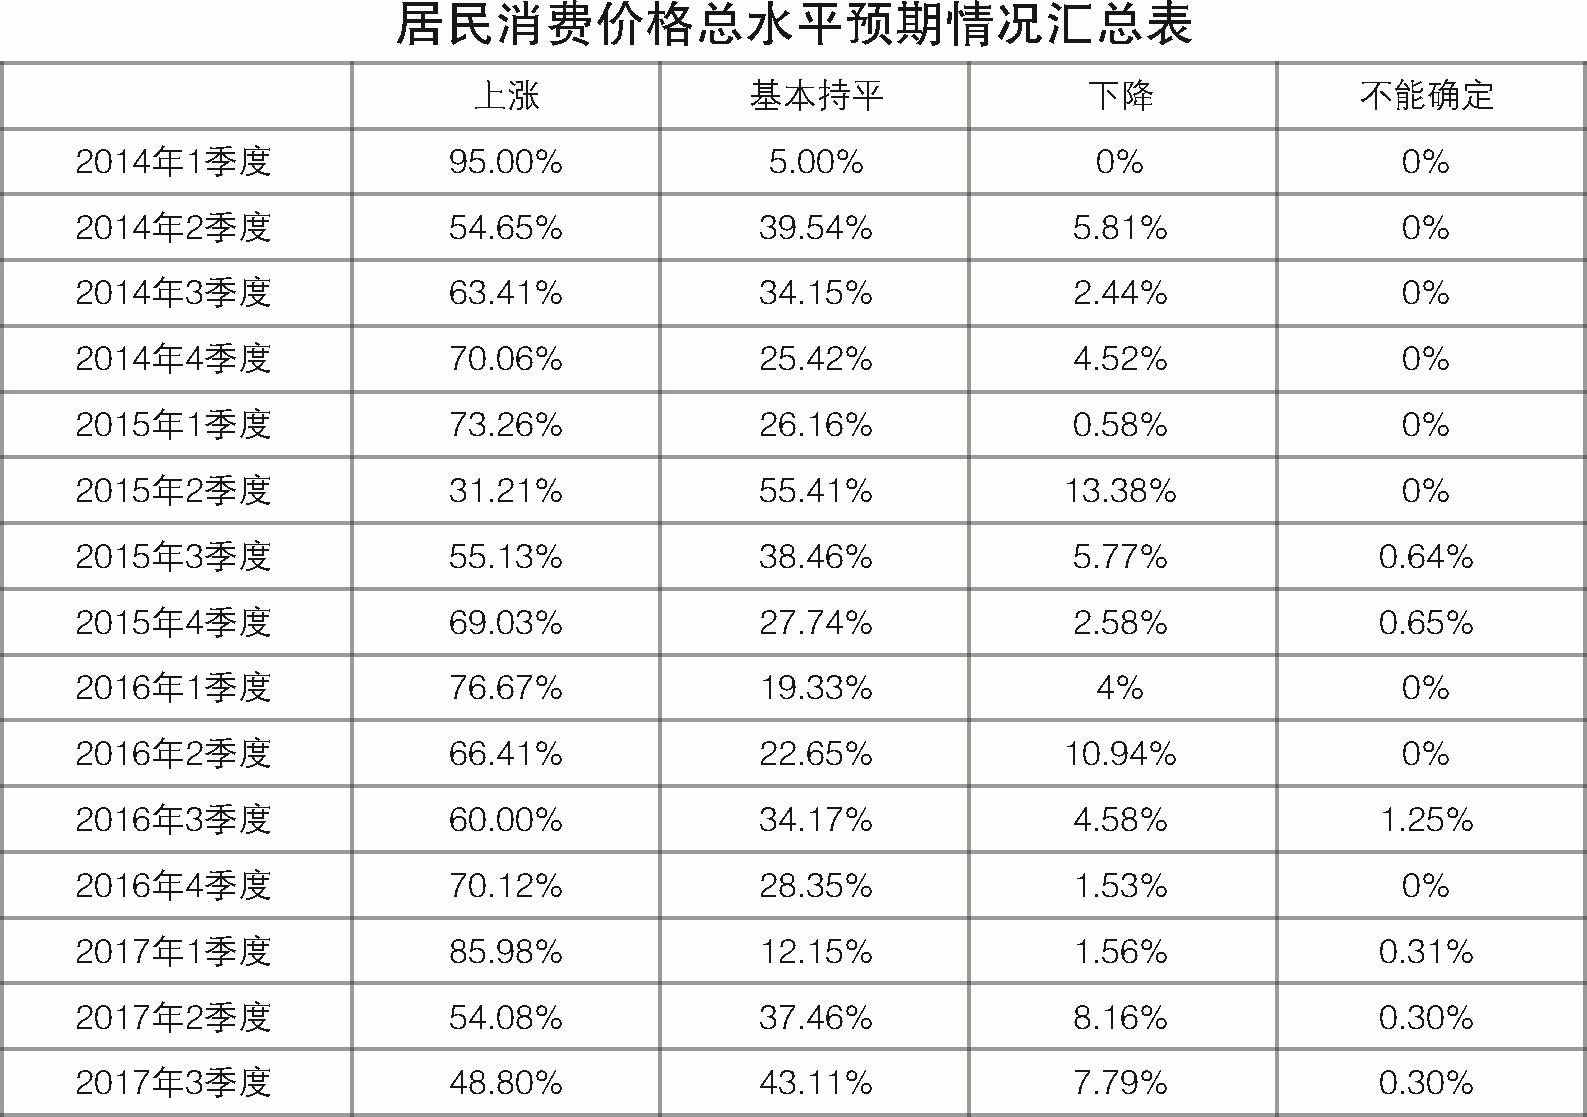 居民消费价格总水平预期情况汇总表
上涨 基本持平 下降 不能确定
2014年1季度 95.00% 5.00% 0% 0%
2014年2季度 54.65% 39.54% 5.81% 0%
2014年3季度 63.41% 34.15% 2.44% 0%
2014年4季度 70.06% 25.42% 4.52% 0%
2015年1季度 73.26% 26.16% 0.58% 0%
2015年2季度 31.21% 55.41% 13.38% 0%
2015年3季度 55.13% 38.46% 5.77% 0.64%
2015年4季度 69.03% 27.74% 2.58% 0.65%
2016年1季度 76.67% 19.33% 4% 0%
2016年2季度 66.41% 22.65% 10.94% 0%
2016年3季度 60.00% 34.17% 4.58% 1.25%
2016年4季度 70.12% 28.35% 1.53% 0%
2017年1季度 85.98% 12.15% 1.56% 0.31%
2017年2季度 54.08% 37.46% 8.16% 0.30%
2017年3季度 48.80% 43.11% 7.79% 0.30%